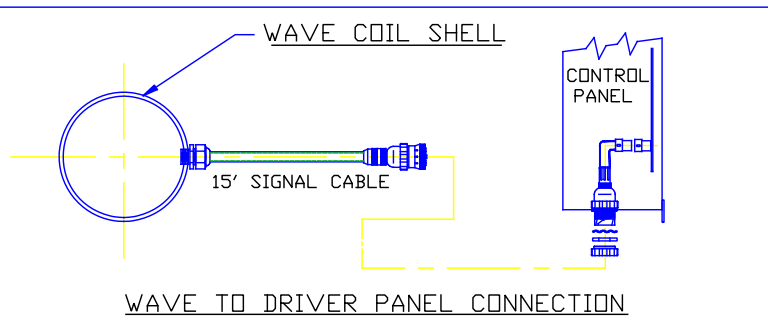 WAVE COIL SHELL
CONTROL
PANEL
15' SIGNAL CABLE
WAVE TO DRIVER PANEL CONNECTION